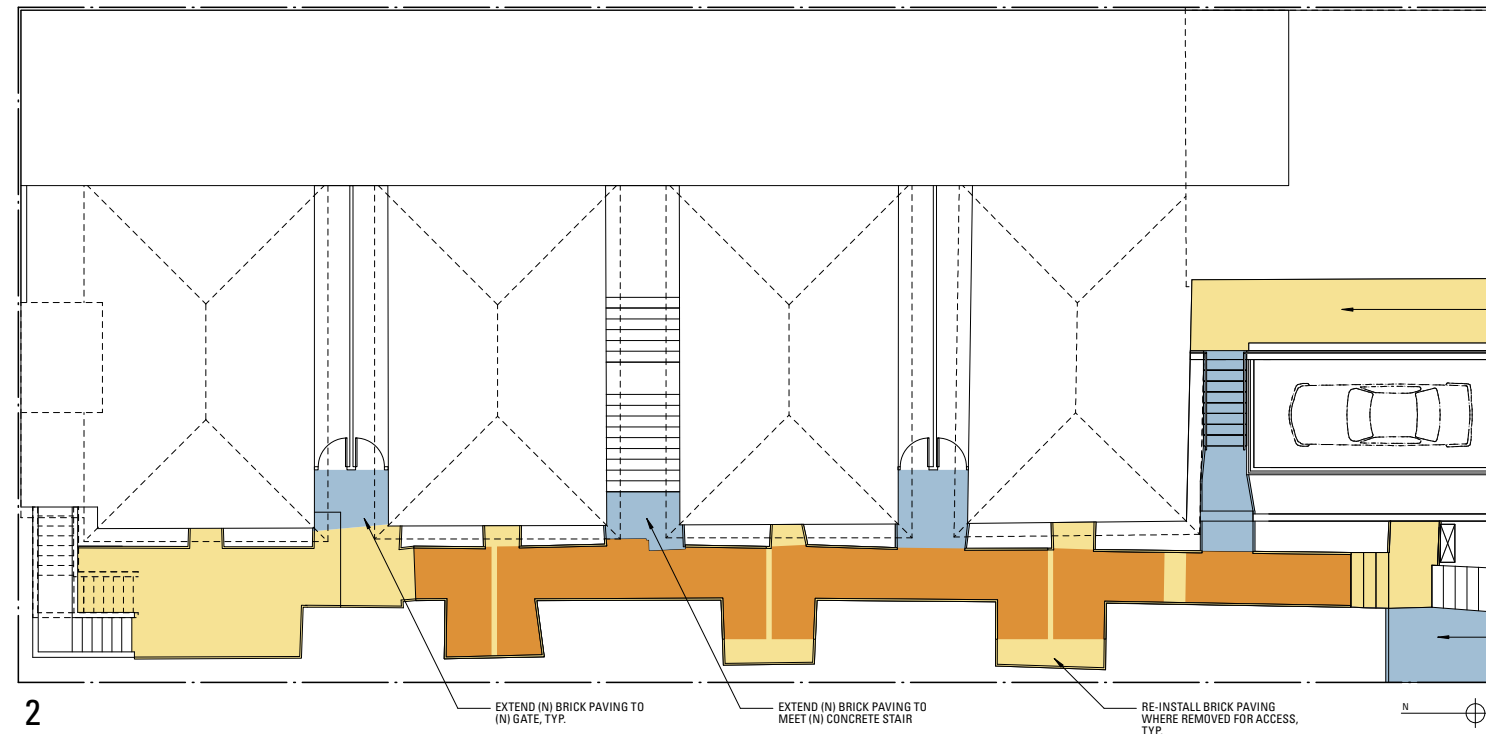 2
EXTEND (N) BRICK PAVING TO
(N) GATE, TYP.
EXTEND (N) BRICK PAVING TO
MEET (N) CONCRETE STAIR
RE-INSTALL BRICK PAVING
WHERE REMOVED FOR ACCESS,
TYP
N